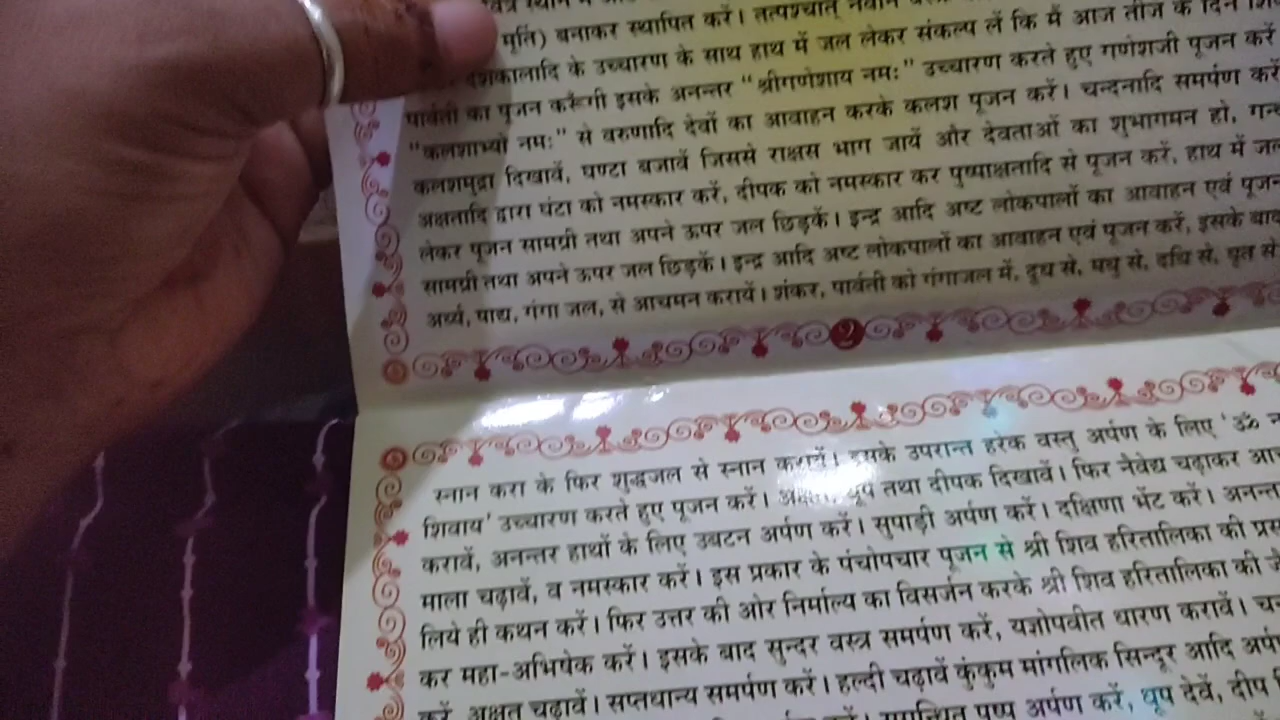 मूर्ति) बनाकर स्थापित करें। तत्पश्चात् नवीन
देशकालादि के उच्चारण के साथ हाथ में जल लेकर संकल्प लें कि मैं आज तीज के दिन शिव
पार्वती का पूजन करूँगी इसके अनन्तर "श्रीगणेशाय नमः" उच्चारण करते हुए गणेशजी पूजन करें
"कलशाभ्यो नमः" से वरुणादि देवों का आवाहन करके कलश पूजन करें। चन्दनादि समर्पण करें
कलशमुद्रा दिखावें, घण्टा बजावें जिससे राक्षस भाग जायें और देवताओं का शुभागमन हो, गन्
अक्षतादि द्वारा घंटा को नमस्कार करें, दीपक को नमस्कार कर पुष्पाक्षतादि से पूजन करें, हाथ में जल
लेकर पूजन सामग्री तथा अपने ऊपर जल छिड़कें। इन्द्र आदि अष्ट लोकपालों का आवाहन एवं पूजन
सामग्री तथा अपने ऊपर जल छिड़कें। इन्द्र आदि अष्ट लोकपालों का आवाहन एवं पूजन करें, इसके बाद
अर्घ्य, पाद्य, गंगा जल, से आचमन करायें। शंकर, पार्वती को गंगाजल में, दूध से, मधु से, दधि से, घृत से
2
स्नान करा के फिर शुद्धजल से स्नान करावें। इसके उपरान्त हरेक वस्तु अर्पण के लिए 'ॐ न
शिवाय' उच्चारण करते हुए पूजन करें। धूप तथा दीपक दिखावें। फिर नैवेद्य चढ़ाकर आच
करावें, अनन्तर हाथों के लिए उबटन अर्पण करें। सुपाड़ी अर्पण करें। दक्षिणा भेंट करें। अनन्त
माला चढ़ावें, व नमस्कार करें। इस प्रकार के पंचोपचार पूजन से श्री शिव हरितालिका की प्रस
लिये ही कथन करें। फिर उत्तर की ओर निर्माल्य का विसर्जन करके श्री शिव हरितालिका की जै
कर महा-अभिषेक करें। इसके बाद सुन्दर वस्त्र समर्पण करें, यज्ञोपवीत धारण करावें। चन
करें, अक्षत चढ़ावें। सप्तधान्य समर्पण करें। हल्दी चढ़ावें कुंकुम मांगलिक सिन्दूर आदि अर्प
सुगन्धित पुष्प अर्पण करें, धूप देवें, दीप